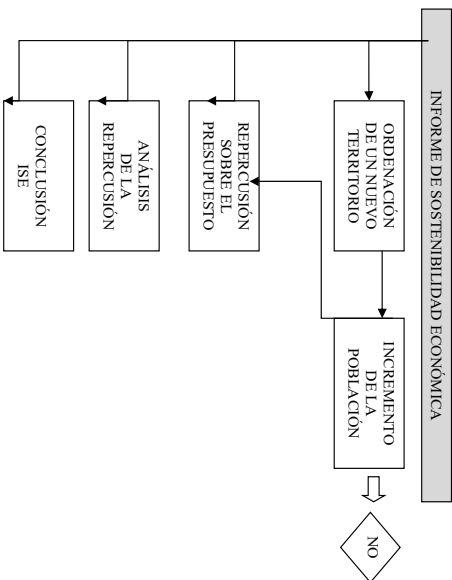 INFORME DE SOSTENIBILIDAD ECONÓMICA
ORDENACIÓN
DE UN NUEVO
TERRITORIO
INCREMENTO
DE LA
POBLACIÓN
NO
REPERCUSIÓN
SOBRE EL
PRESUPUESTO
ANÁLISIS
DE LA
REPERCUSIÓN
CONCLUSIÓN
ISE